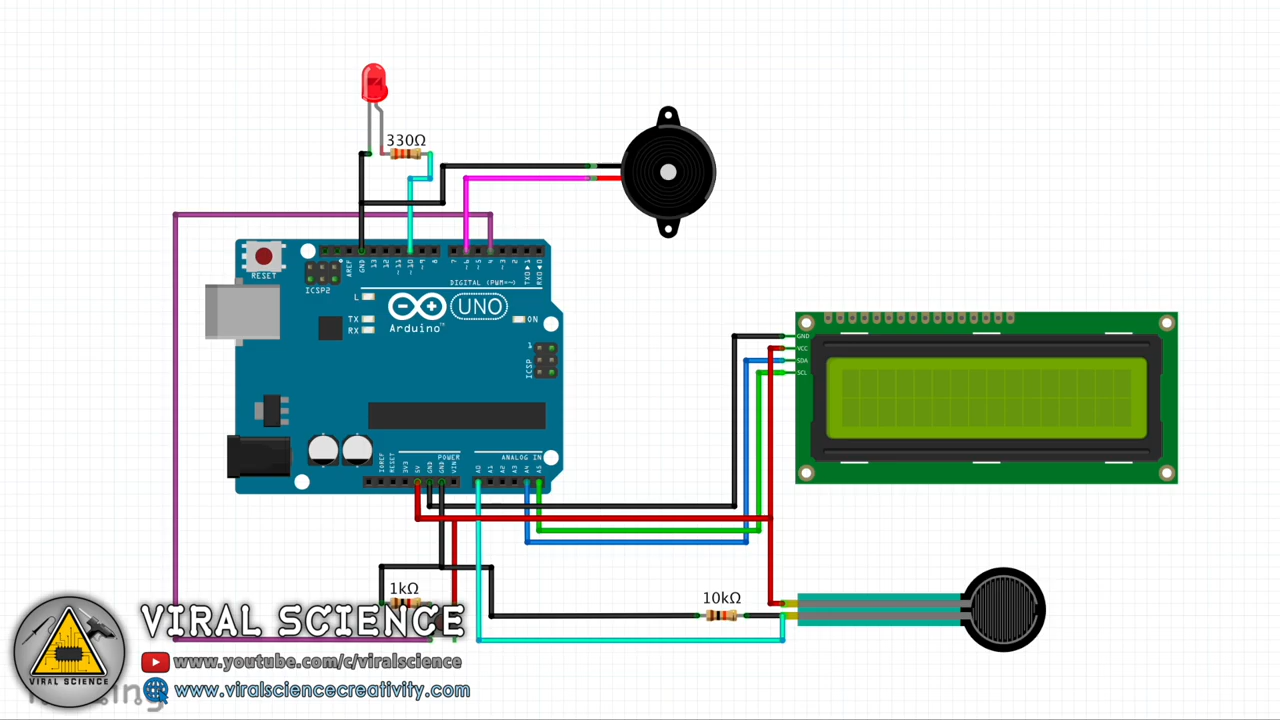 330Ω
RESET
ICSP2
AREF
GND
13
12
~11
~10
~9
8
7
~6
~5
4
~3
2
TX0▶1
RX0◀0
DIGITAL (PWM=~)
L
TX
RX
Arduino™
UNO
ON
1
ICSP
IOREF
RESET
3V3
5V
GND
GND
VIN
POWER
ANALOG IN
A0
A1
A2
A3
A4
A5
GND
VCC
SDA
SCL
1kΩ
10kΩ
VIRAL SCIENCE
www.youtube.com/c/viralscience
www.viralsciencecreativity.com
VIRAL SCIENCE